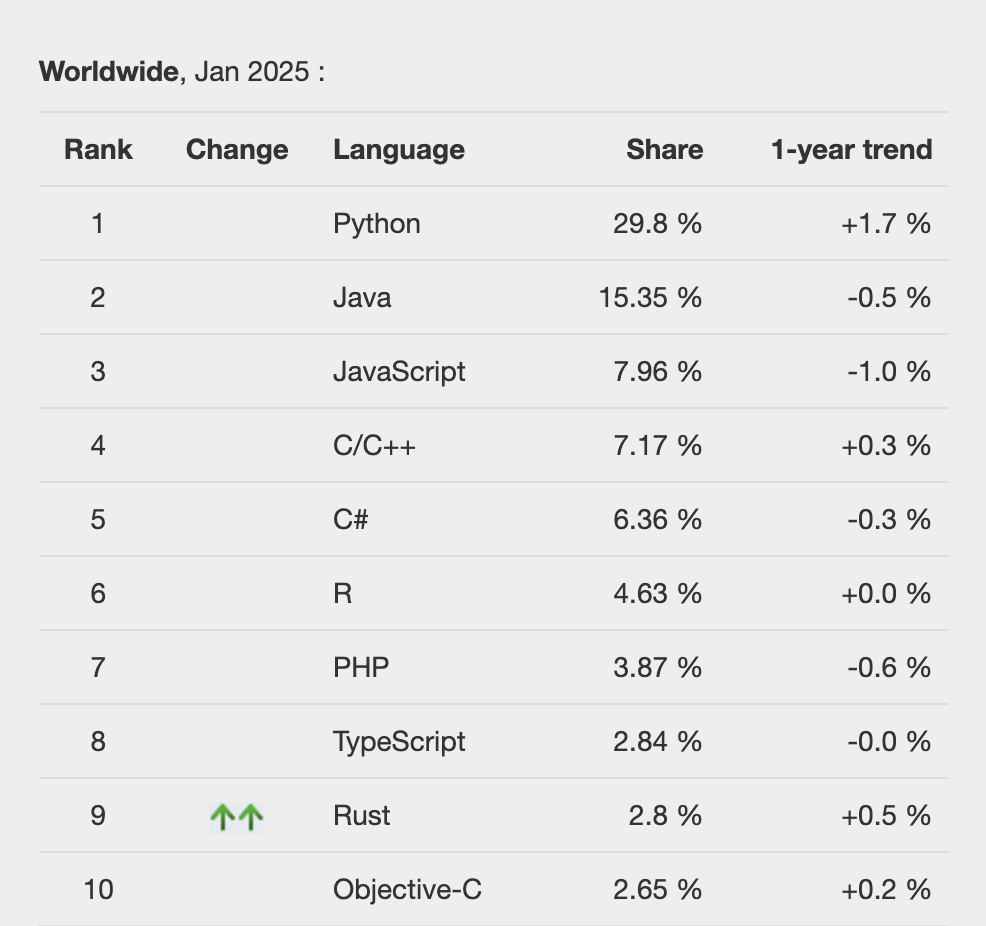 Worldwide, Jan 2025 :
Rank Change Language Share 1-year trend
1 Python 29.8 % +1.7 %
2 Java 15.35 % -0.5 %
3 JavaScript 7.96 % -1.0 %
4 C/C++ 7.17 % +0.3 %
5 C# 6.36 % -0.3 %
6 R 4.63 % +0.0 %
7 PHP 3.87 % -0.6 %
8 TypeScript 2.84 % -0.0 %
9 ↑↑ Rust 2.8 % +0.5 %
10 Objective-C 2.65 % +0.2 %